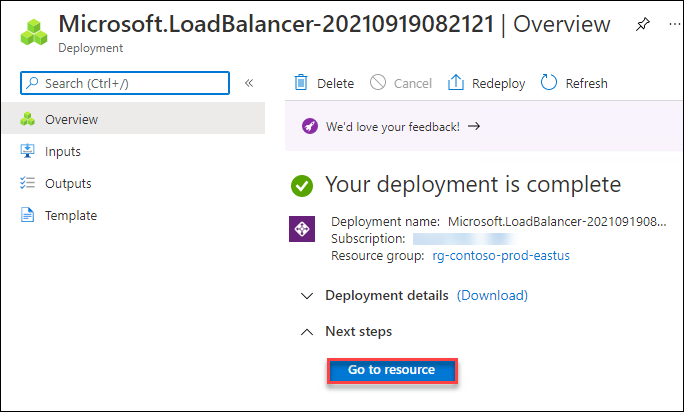 Microsoft.LoadBalancer-20210919082121 | Overview
Deployment
Search (Ctrl+/)
«
Delete
Cancel
Redeploy
Refresh
Overview
Inputs
Outputs
Template
We'd love your feedback! →
Your deployment is complete
Deployment name: Microsoft.LoadBalancer-2021091908...
Subscription:
Resource group: rg-contoso-prod-eastus
Deployment details (Download)
Next steps
Go to resource